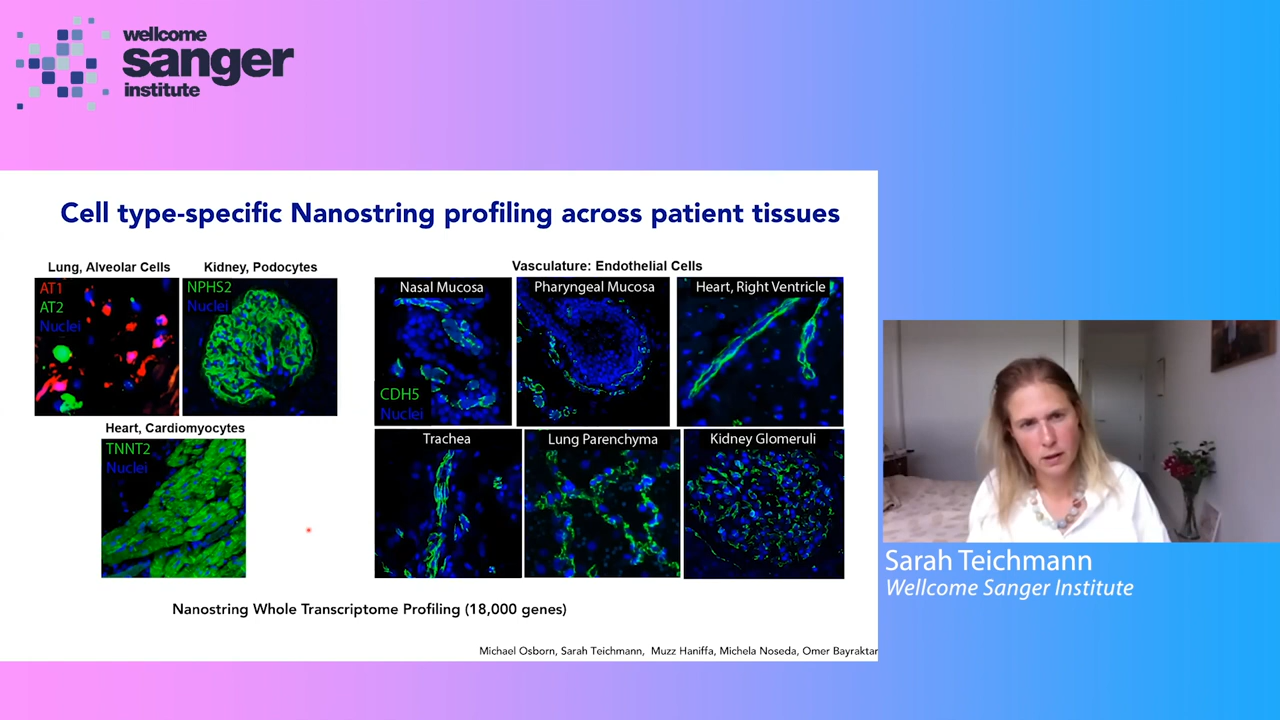 wellcome
sanger
institute
Cell type-specific Nanostring profiling across patient tissues
Lung, Alveolar Cells
Kidney, Podocytes
Vasculature: Endothelial Cells
AT1
AT2
Nuclei
NPHS2
Nuclei
Nasal Mucosa
Pharyngeal Mucosa
Heart, Right Ventricle
CDH5
Nuclei
Heart, Cardiomyocytes
TNNT2
Nuclei
Trachea
Lung Parenchyma
Kidney Glomeruli
Nanostring Whole Transcriptome Profiling (18,000 genes)
Michael Osborn, Sarah Teichmann, Muzz Haniffa, Michela Noseda, Omer Bayraktar
Sarah Teichmann
Wellcome Sanger Institute